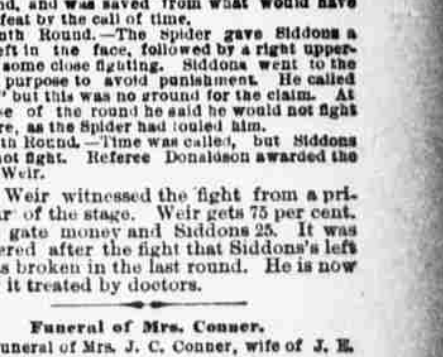 nd, and was saved from what would have
feat by the call of time.
nth Round.—The Spider gave Siddons a
eft in the face, followed by a right upper-
some close fighting. Siddons went to the
purpose to avoid punishment. He called
" but this was no ground for the claim. At
e of the round he said he would not fight
re, as the Spider had fouled him.
th Round.—Time was called, but Siddons
not fight. Referee Donaldson awarded the
Weir.
Weir witnessed the fight from a pri-
ar of the stage. Weir gets 75 per cent.
gate money and Siddons 25. It was
ered after the fight that Siddons's left
s broken in the last round. He is now
it treated by doctors.
Funeral of Mrs. Conner.
uneral of Mrs. J. C. Conner, wife of J. E.